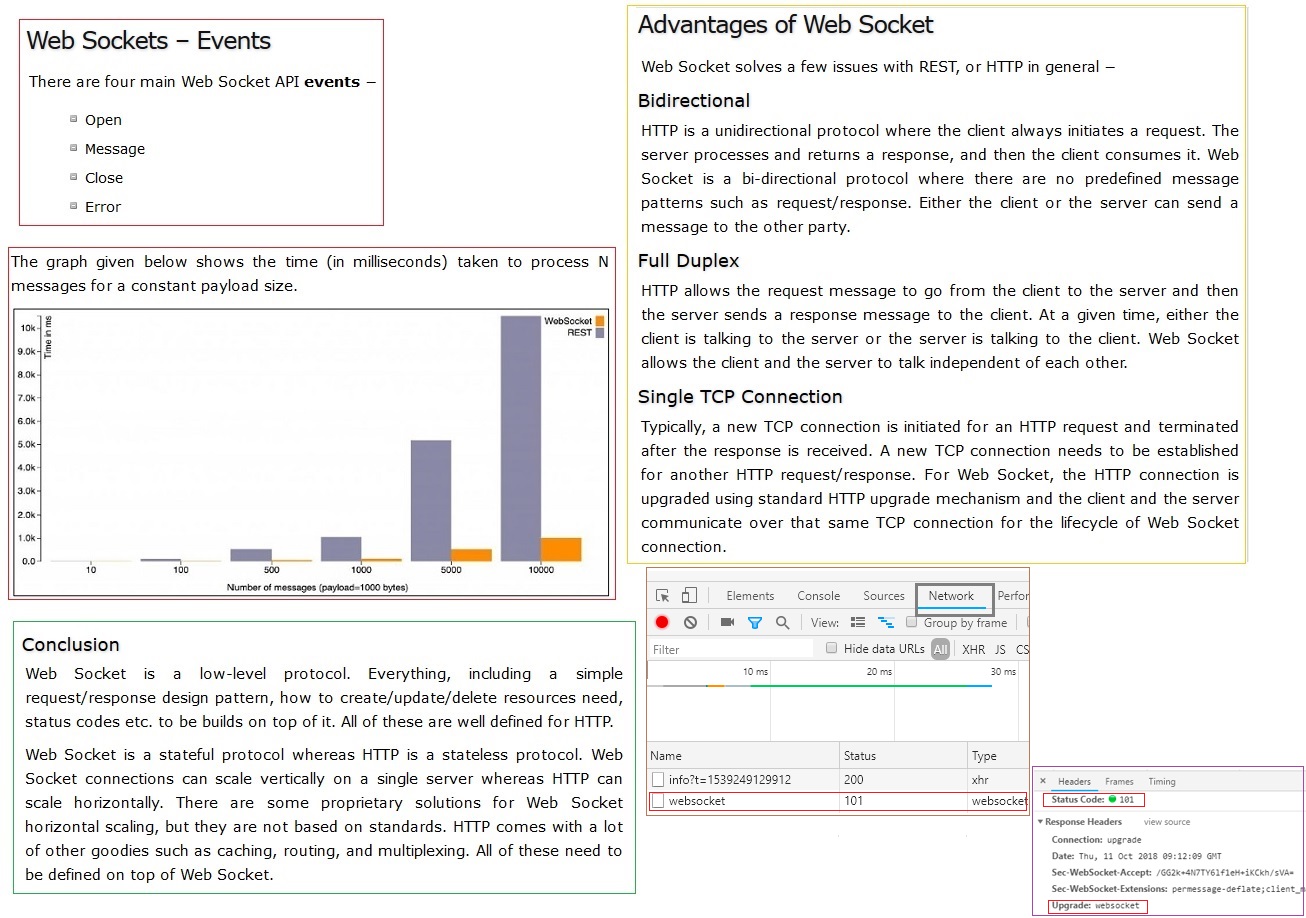 Web Sockets – Events
There are four main Web Socket API events –
Open
Message
Close
Error
The graph given below shows the time (in milliseconds) taken to process N
messages for a constant payload size.
Time in ms
WebSocket
REST
10k
9.0k
8.0k
7.0k
6.0k
5.0k
4.0k
3.0k
2.0k
1.0k
0.0
10 100 500 1000 5000 10000
Number of messages (payload=1000 bytes)
Conclusion
Web Socket is a low-level protocol. Everything, including a simple
request/response design pattern, how to create/update/delete resources need,
status codes etc. to be builds on top of it. All of these are well defined for HTTP.
Web Socket is a stateful protocol whereas HTTP is a stateless protocol. Web
Socket connections can scale vertically on a single server whereas HTTP can
scale horizontally. There are some proprietary solutions for Web Socket
horizontal scaling, but they are not based on standards. HTTP comes with a lot
of other goodies such as caching, routing, and multiplexing. All of these need to
be defined on top of Web Socket.
Advantages of Web Socket
Web Socket solves a few issues with REST, or HTTP in general –
Bidirectional
HTTP is a unidirectional protocol where the client always initiates a request. The
server processes and returns a response, and then the client consumes it. Web
Socket is a bi-directional protocol where there are no predefined message
patterns such as request/response. Either the client or the server can send a
message to the other party.
Full Duplex
HTTP allows the request message to go from the client to the server and then
the server sends a response message to the client. At a given time, either the
client is talking to the server or the server is talking to the client. Web Socket
allows the client and the server to talk independent of each other.
Single TCP Connection
Typically, a new TCP connection is initiated for an HTTP request and terminated
after the response is received. A new TCP connection needs to be established
for another HTTP request/response. For Web Socket, the HTTP connection is
upgraded using standard HTTP upgrade mechanism and the client and the server
communicate over that same TCP connection for the lifecycle of Web Socket
connection.
Elements Console Sources Network Perfor
View: Group by frame
Filter Hide data URLs All XHR JS CS
10 ms 20 ms 30 ms
Name Status Type
info?t=1539249129912 200 xhr
websocket 101 websocket
× Headers Frames Timing
Status Code: 101
Response Headers view source
Connection: upgrade
Date: Thu, 11 Oct 2018 09:12:09 GMT
Sec-WebSocket-Accept: /GG2k+4N7TY61f1eH+iKCkh/sVA=
Sec-WebSocket-Extensions: permessage-deflate;client_m
Upgrade: websocket